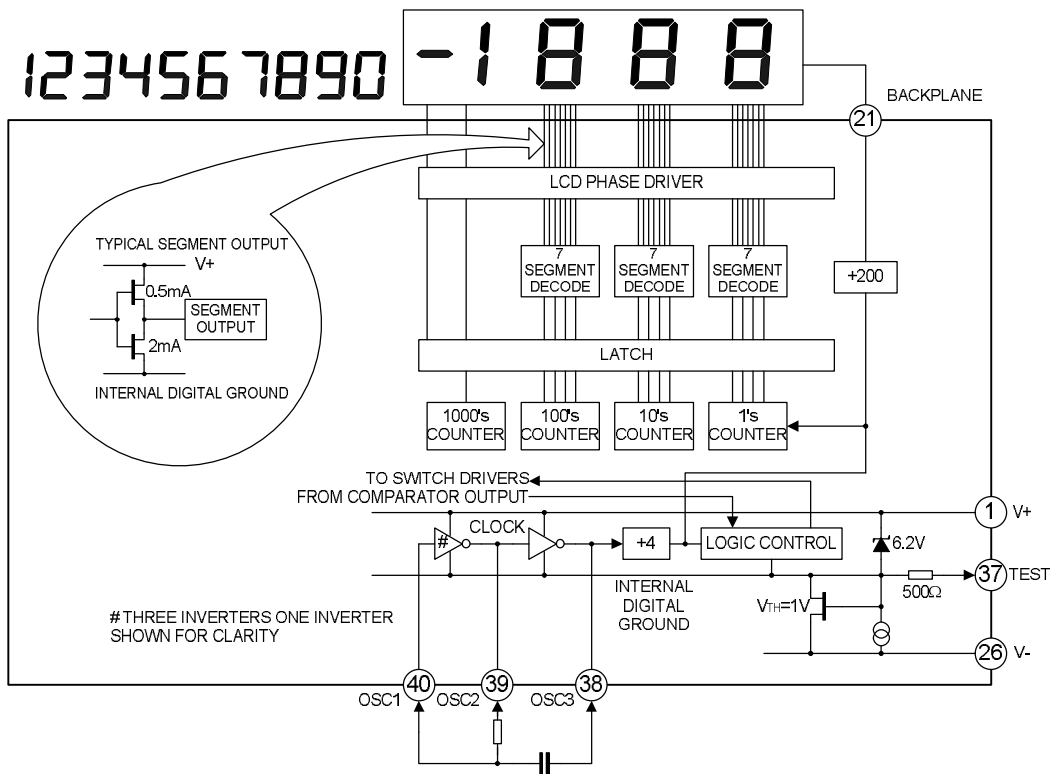 1234567890
-1888
BACKPLANE
21
LCD PHASE DRIVER
TYPICAL SEGMENT OUTPUT
V+
0.5mA
SEGMENT
OUTPUT
2mA
INTERNAL DIGITAL GROUND
7
SEGMENT
DECODE
7
SEGMENT
DECODE
7
SEGMENT
DECODE
+200
LATCH
1000's
COUNTER
100's
COUNTER
10's
COUNTER
1's
COUNTER
TO SWITCH DRIVERS
FROM COMPARATOR OUTPUT
1 V+
CLOCK
#
+4
LOGIC CONTROL
6.2V
37 TEST
500Ω
INTERNAL
DIGITAL
GROUND
VTH=1V
# THREE INVERTERS ONE INVERTER
SHOWN FOR CLARITY
26 V-
40
39
38
OSC1
OSC2
OSC3